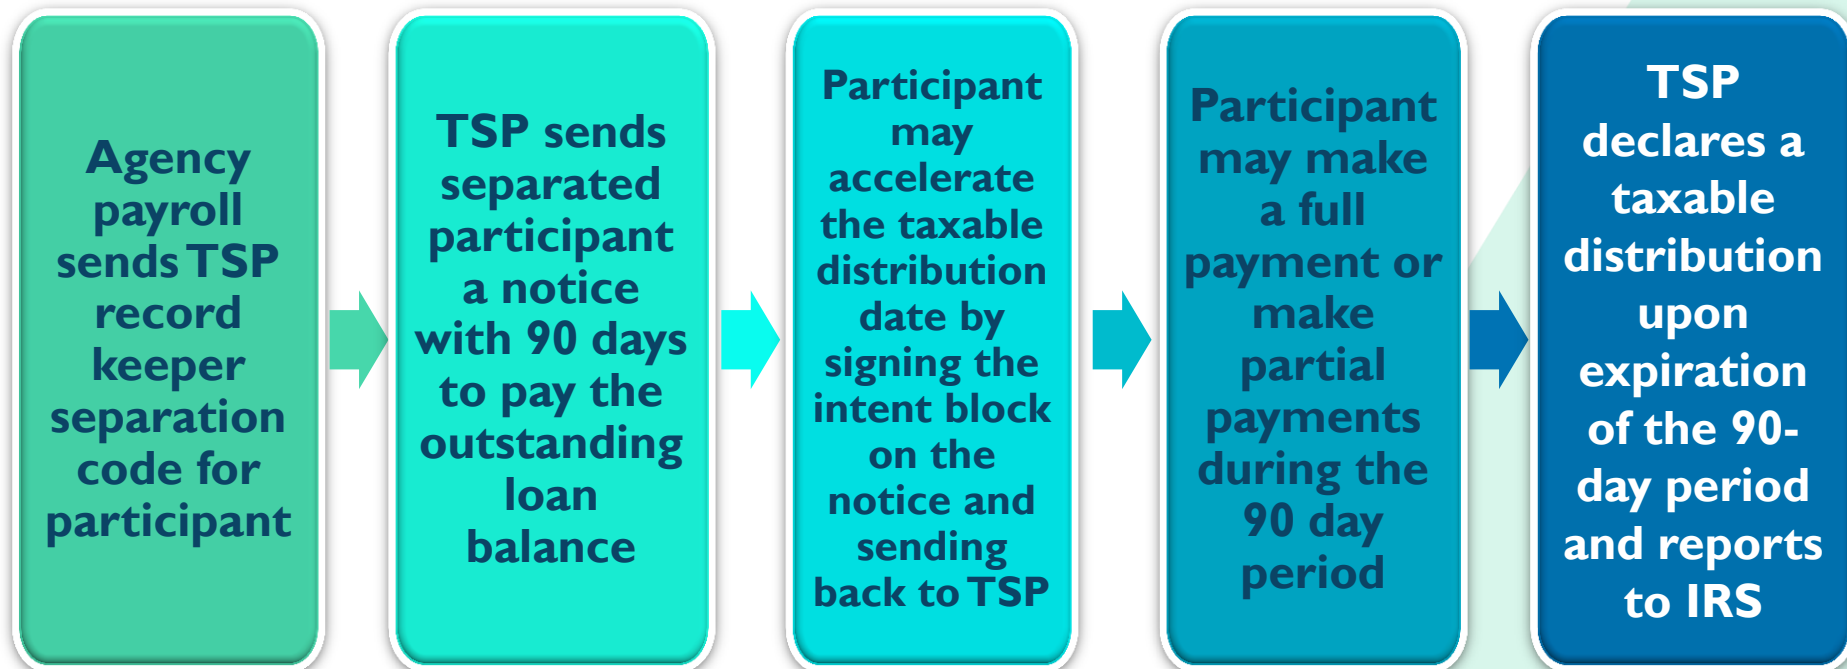 Agency
payroll
sends TSP
record
keeper
separation
code for
participant
TSP sends
separated
participant
a notice
with 90 days
to pay the
outstanding
loan
balance
Participant
may
accelerate
the taxable
distribution
date by
signing the
intent block
on the
notice and
sending
back to TSP
Participant
may make
a full
payment or
make
partial
payments
during the
90 day
period
TSP
declares a
taxable
distribution
upon
expiration
of the 90-
day period
and reports
to IRS